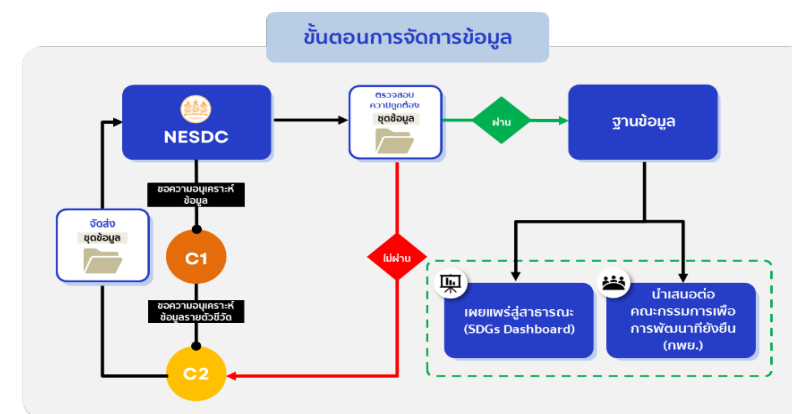 ขั้นตอนการจัดการข้อมูล
NESDC
ตรวจสอบ
ความถูกต้อง
ชุดข้อมูล
ผ่าน
ฐานข้อมูล
ขอความอนุเคราะห์
ข้อมูล
จัดส่ง
ชุดข้อมูล
C1
ไม่ผ่าน
ขอความอนุเคราะห์
ข้อมูลรายตัวชี้วัด
C2
เผยแพร่สู่สาธารณะ
(SDGs Dashboard)
นำเสนอต่อ
คณะกรรมการเพื่อ
การพัฒนาที่ยั่งยืน
(กพย.)